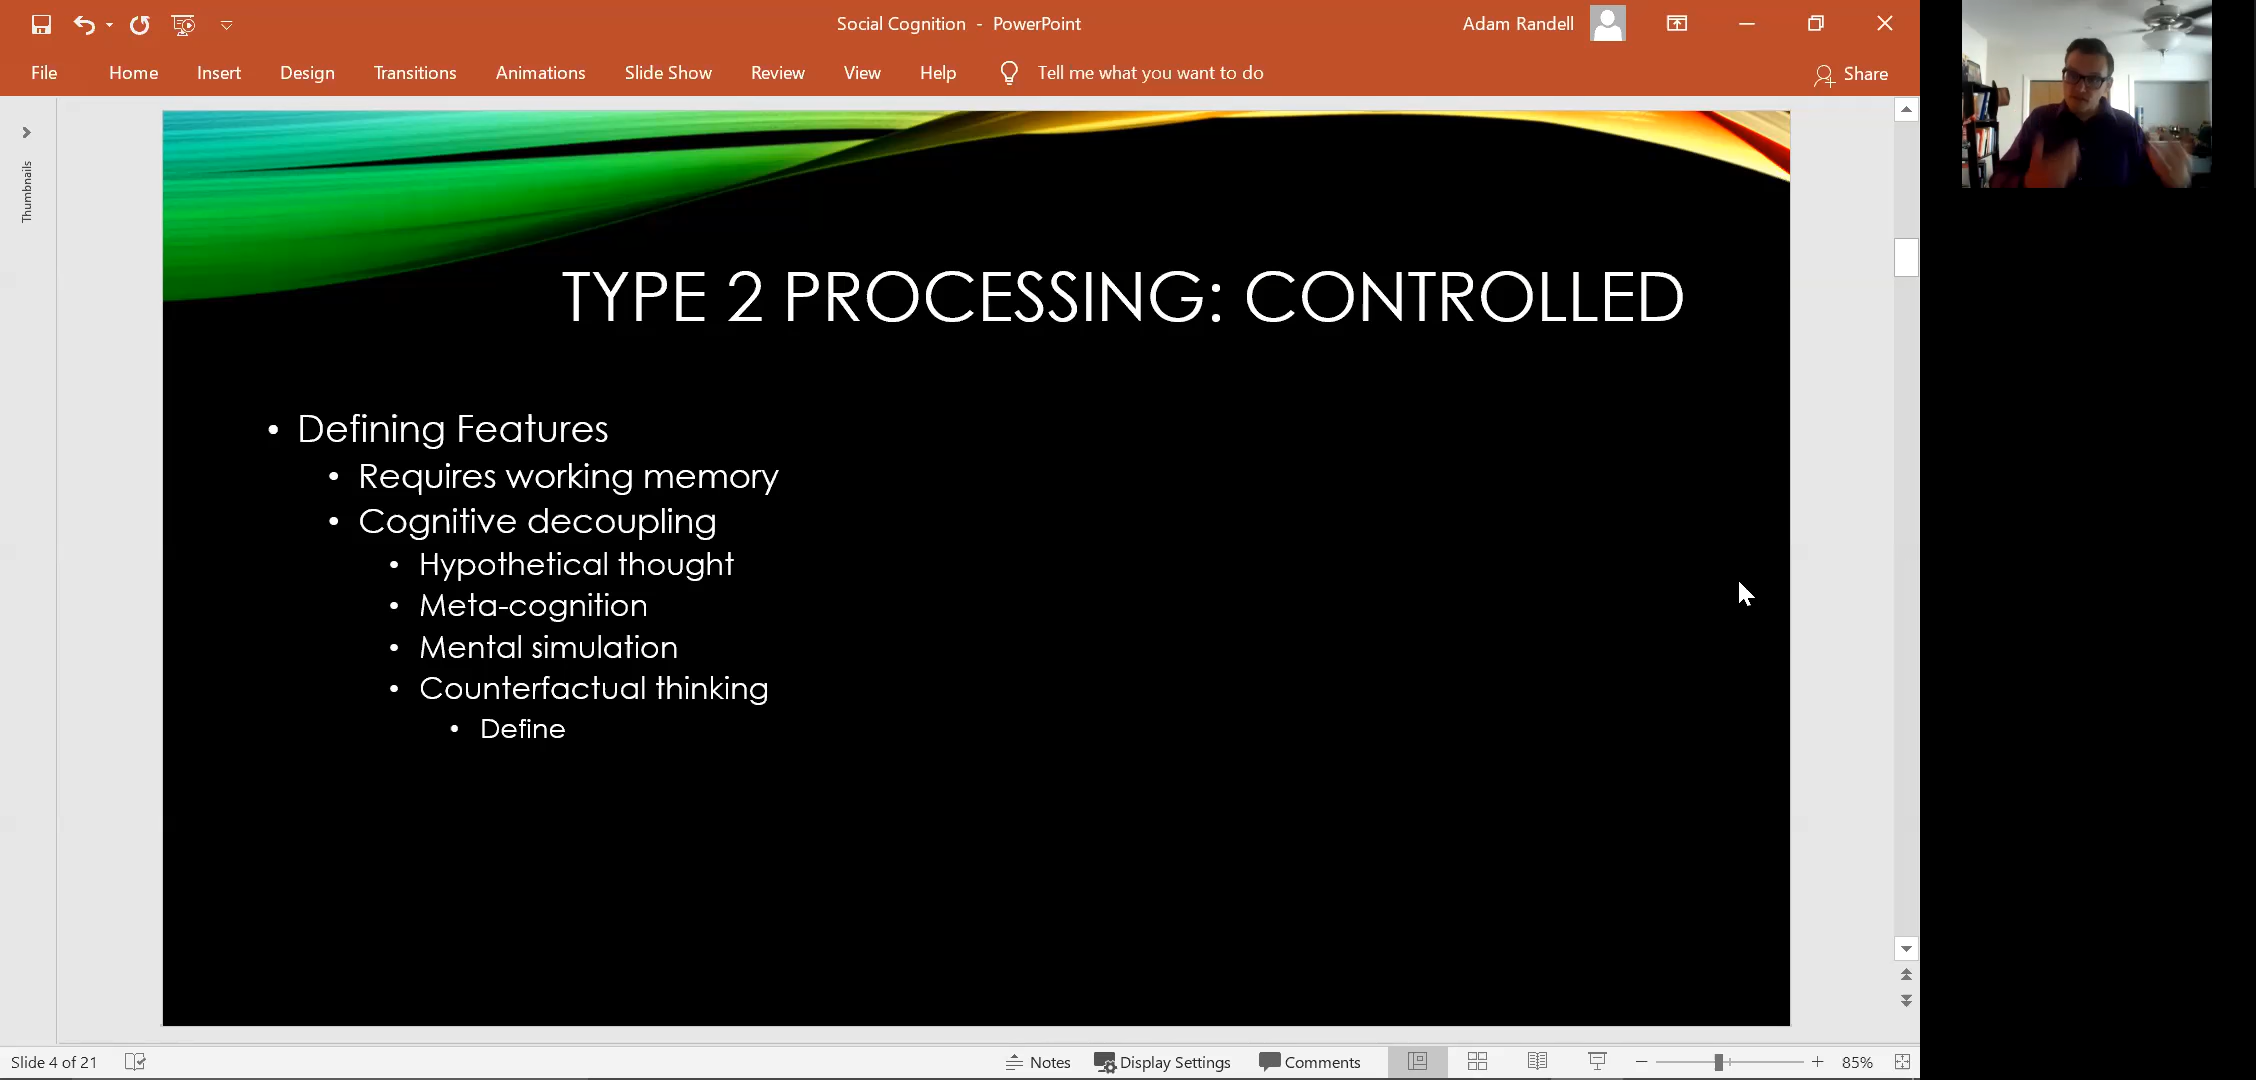 Social Cognition - PowerPoint
Adam Randell
File Home Insert Design Transitions Animations Slide Show Review View Help Tell me what you want to do Share
Thumbnails
TYPE 2 PROCESSING: CONTROLLED
• Defining Features
• Requires working memory
• Cognitive decoupling
• Hypothetical thought
• Meta-cognition
• Mental simulation
• Counterfactual thinking
• Define
Slide 4 of 21 Notes Display Settings Comments 85%